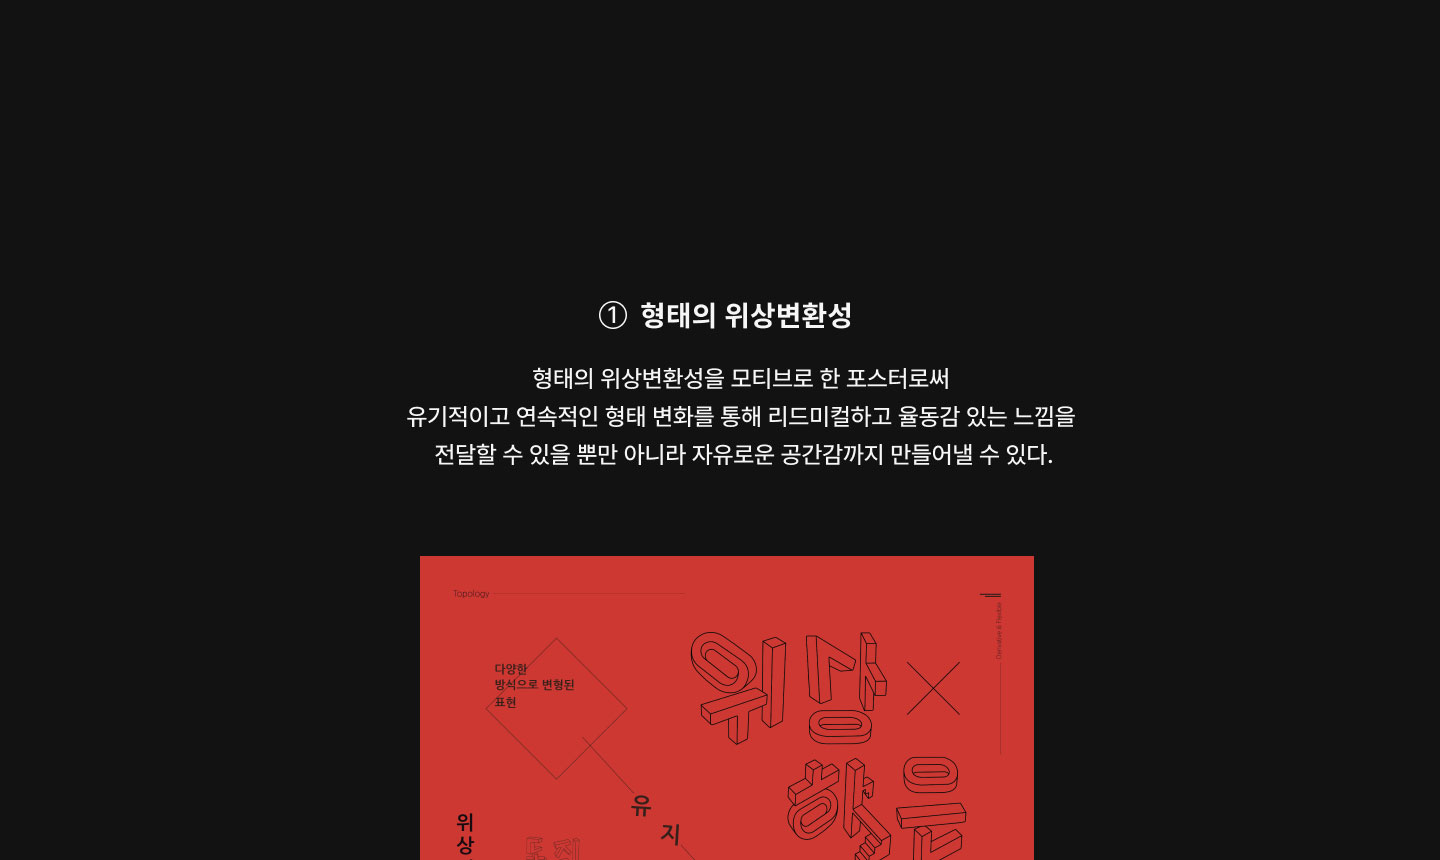 ① 형태의 위상변환성
형태의 위상변환성을 모티브로 한 포스터로써
유기적이고 연속적인 형태 변화를 통해 리드미컬하고 율동감 있는 느낌을
전달할 수 있을 뿐만 아니라 자유로운 공간감까지 만들어낼 수 있다.
Topology
다양한
방식으로 변형된
표현
위상
유
지
위
상